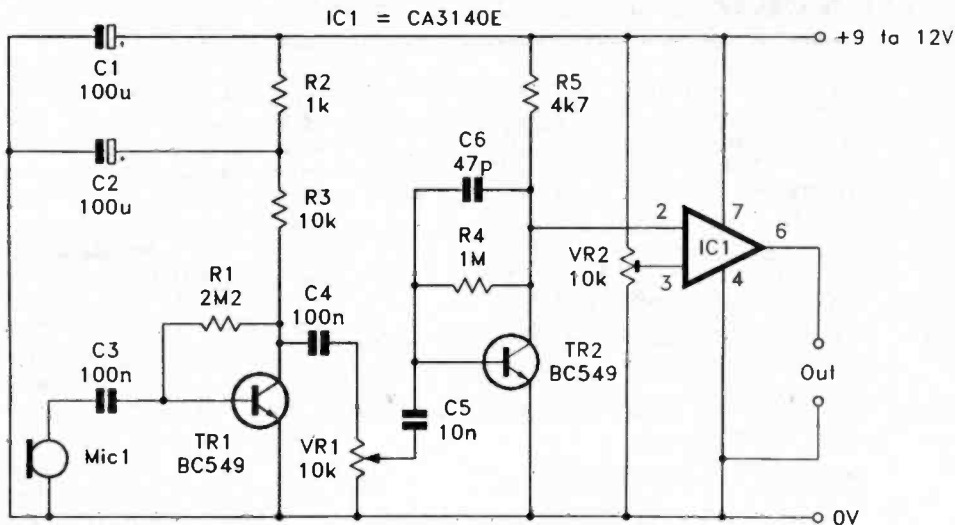 IC1 = CA3140E
+9 ta 12V
C1
100u
R2
1k
R5
4k7
C6
47p
C2
100u
R3
10k
2
7
6
IC1
R4
1M
VR2
10k
3
4
R1
2M2
C4
100n
C3
100n
TR2
BC549
Out
C5
10n
Mic1
TR1
BC549
VR1
10k
0V